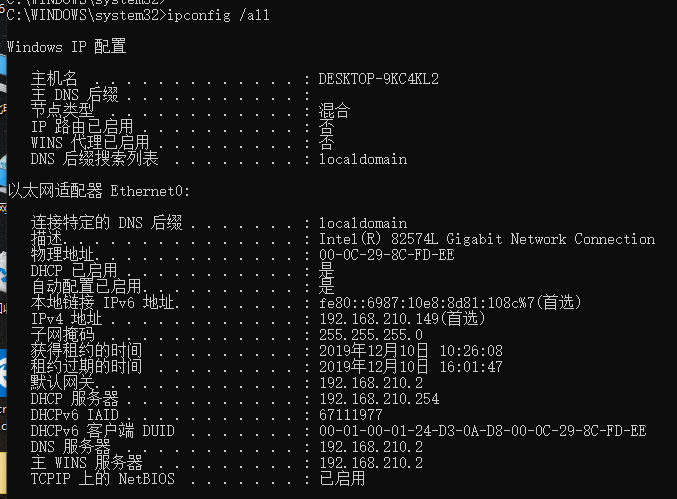 C:\WINDOWS\system32>
C:\WINDOWS\system32>ipconfig /all
Windows IP 配置
主机名 . . . . . . . . . . . . . : DESKTOP-9KC4KL2
主 DNS 后缀 . . . . . . . . . . . :
节点类型 . . . . . . . . . . . . : 混合
IP 路由已启用 . . . . . . . . . . : 否
WINS 代理已启用 . . . . . . . . . : 否
DNS 后缀搜索列表 . . . . . . . . : localdomain
以太网适配器 Ethernet0:
连接特定的 DNS 后缀 . . . . . . . : localdomain
描述. . . . . . . . . . . . . . . : Intel(R) 82574L Gigabit Network Connection
物理地址. . . . . . . . . . . . . : 00-0C-29-8C-FD-EE
DHCP 已启用 . . . . . . . . . . . : 是
自动配置已启用. . . . . . . . . . : 是
本地链接 IPv6 地址. . . . . . . . : fe80::6987:10e8:8d81:108c%7(首选)
IPv4 地址 . . . . . . . . . . . . : 192.168.210.149(首选)
子网掩码 . . . . . . . . . . . . : 255.255.255.0
获得租约的时间 . . . . . . . . . : 2019年12月10日 10:26:08
租约过期的时间 . . . . . . . . . : 2019年12月10日 16:01:47
默认网关. . . . . . . . . . . . . : 192.168.210.2
DHCP 服务器 . . . . . . . . . . . : 192.168.210.254
DHCPv6 IAID . . . . . . . . . . . : 67111977
DHCPv6 客户端 DUID . . . . . . . : 00-01-00-01-24-D3-0A-D8-00-0C-29-8C-FD-EE
DNS 服务器 . . . . . . . . . . . : 192.168.210.2
主 WINS 服务器 . . . . . . . . . : 192.168.210.2
TCPIP 上的 NetBIOS . . . . . . . : 已启用